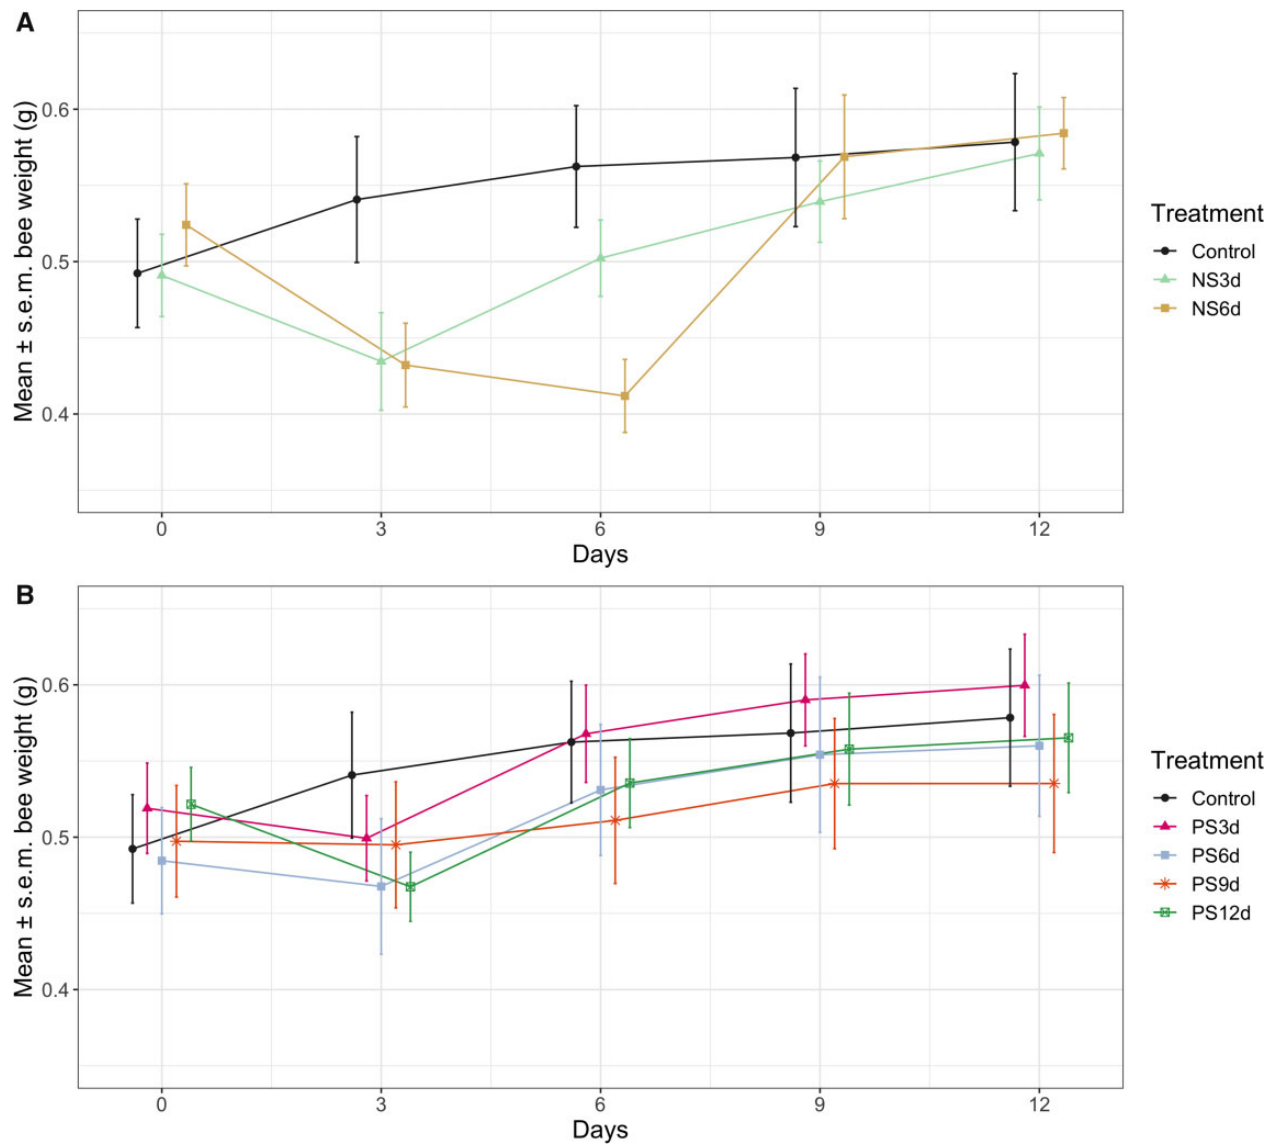 A
Mean ± s.e.m. bee weight (g)
0.6
0.5
0.4
0 3 6 9 12
Days
Treatment
Control
NS3d
NS6d
B
Mean ± s.e.m. bee weight (g)
0.6
0.5
0.4
0 3 6 9 12
Days
Treatment
Control
PS3d
PS6d
PS9d
PS12d